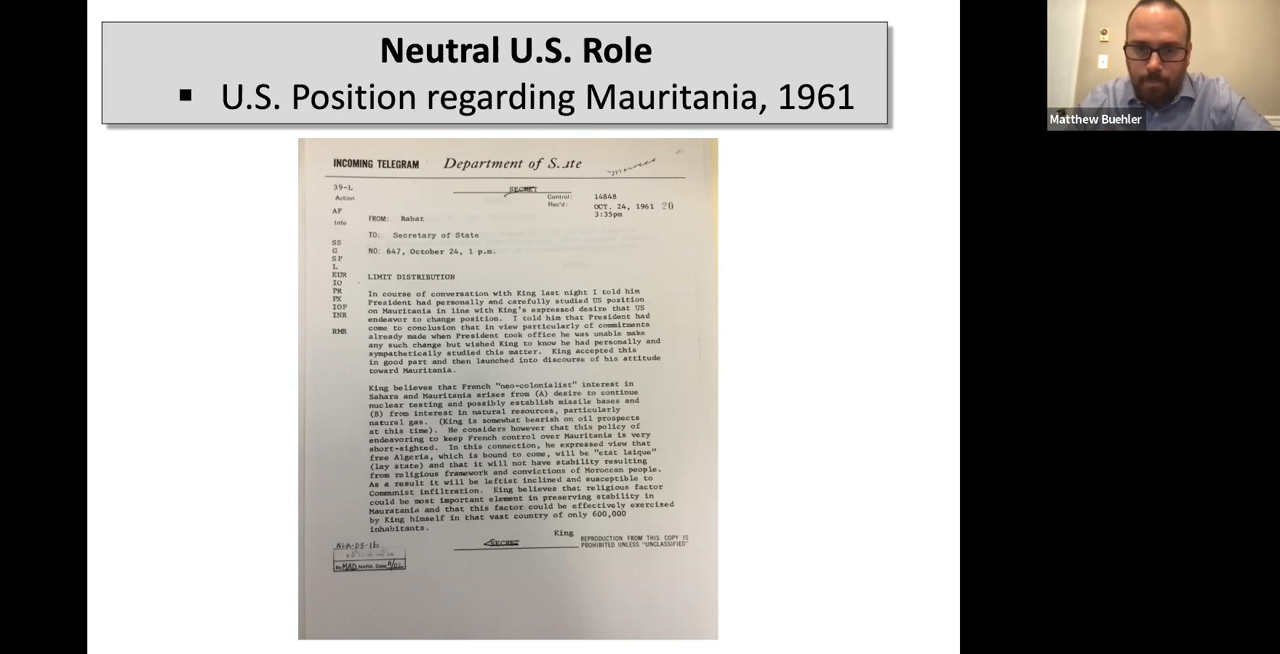 Neutral U.S. Role
▪ U.S. Position regarding Mauritania, 1961
Matthew Buehler
INCOMING TELEGRAM Department of State
39-L
Action
SECRET
Control: 14848
Rec'd: OCT. 24, 1961 20
3:35pm
AF
Info
FROM: Rabat
TO: Secretary of State
NO: 647, October 24, 1 p.m.
SS
G
SP
L
EUR
IO
PR
PX
IOP
INR
RMR
LIMIT DISTRIBUTION
In course of conversation with King last night I told him
President had personally and carefully studied US position
on Mauritania in line with King's expressed desire that US
endeavor to change position. I told him that President had
come to conclusion that in view particularly of commitments
already made when President took office he was unable make
any such change but wished King to know he had personally and
sympathetically studied this matter. King accepted this
in good part and then launched into discourse of his attitude
toward Mauritania.
King believes that French "neo-colonialist" interest in
Sahara and Mauritania arises from (A) desire to continue
nuclear testing and possibly establish missile bases and
(B) from interest in natural resources, particularly
natural gas. (King is somewhat bearish on oil prospects
at this time). He considers however that this policy of
endeavoring to keep French control over Mauritania is very
short-sighted. In this connection, he expressed view that
free Algeria, which is bound to come, will be "etat laique"
(lay state) and that it will not have stability resulting
from religious framework and convictions of Moroccan people.
As a result it will be leftist inclined and susceptible to
Communist infiltration. King believes that religious factor
could be most important element in preserving stability in
Mauratania and that this factor could be effectively exercised
by King himself in that vast country of only 600,000
inhabitants.
King
SECRET
REPRODUCTION FROM THIS COPY IS
PROHIBITED UNLESS "UNCLASSIFIED"